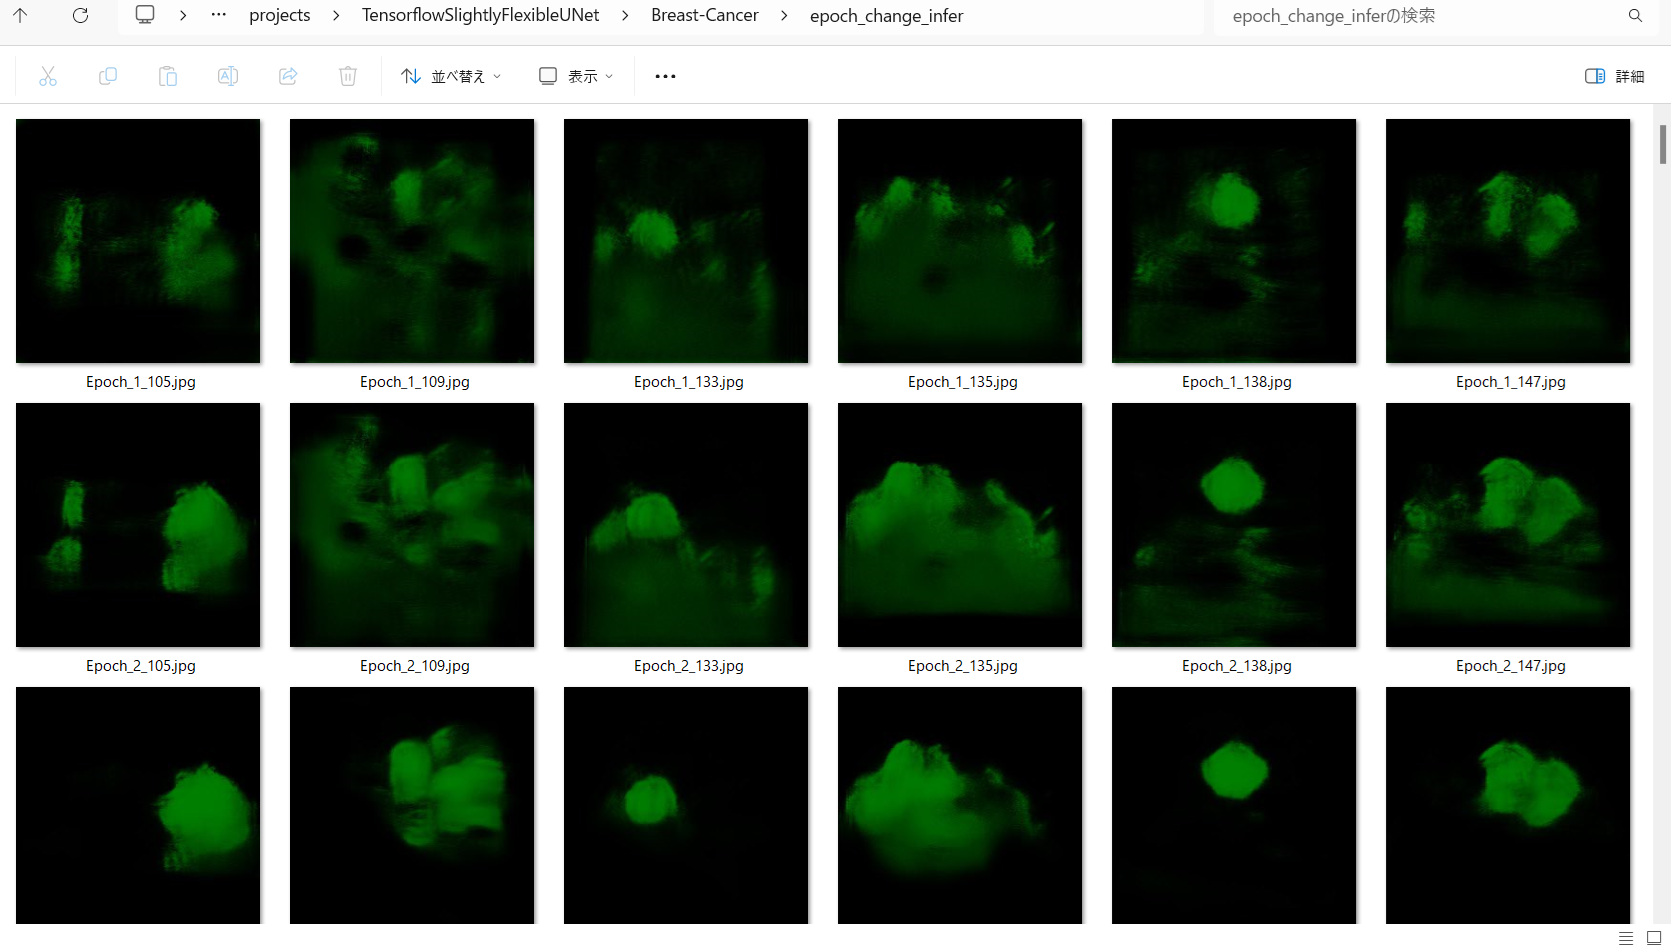 … projects > TensorflowSlightlyFlexibleUNet > Breast-Cancer > epoch_change_infer epoch_change_inferの検索
並べ替え 表示 … 詳細
Epoch_1_105.jpg Epoch_1_109.jpg Epoch_1_133.jpg Epoch_1_135.jpg Epoch_1_138.jpg Epoch_1_147.jpg
Epoch_2_105.jpg Epoch_2_109.jpg Epoch_2_133.jpg Epoch_2_135.jpg Epoch_2_138.jpg Epoch_2_147.jpg